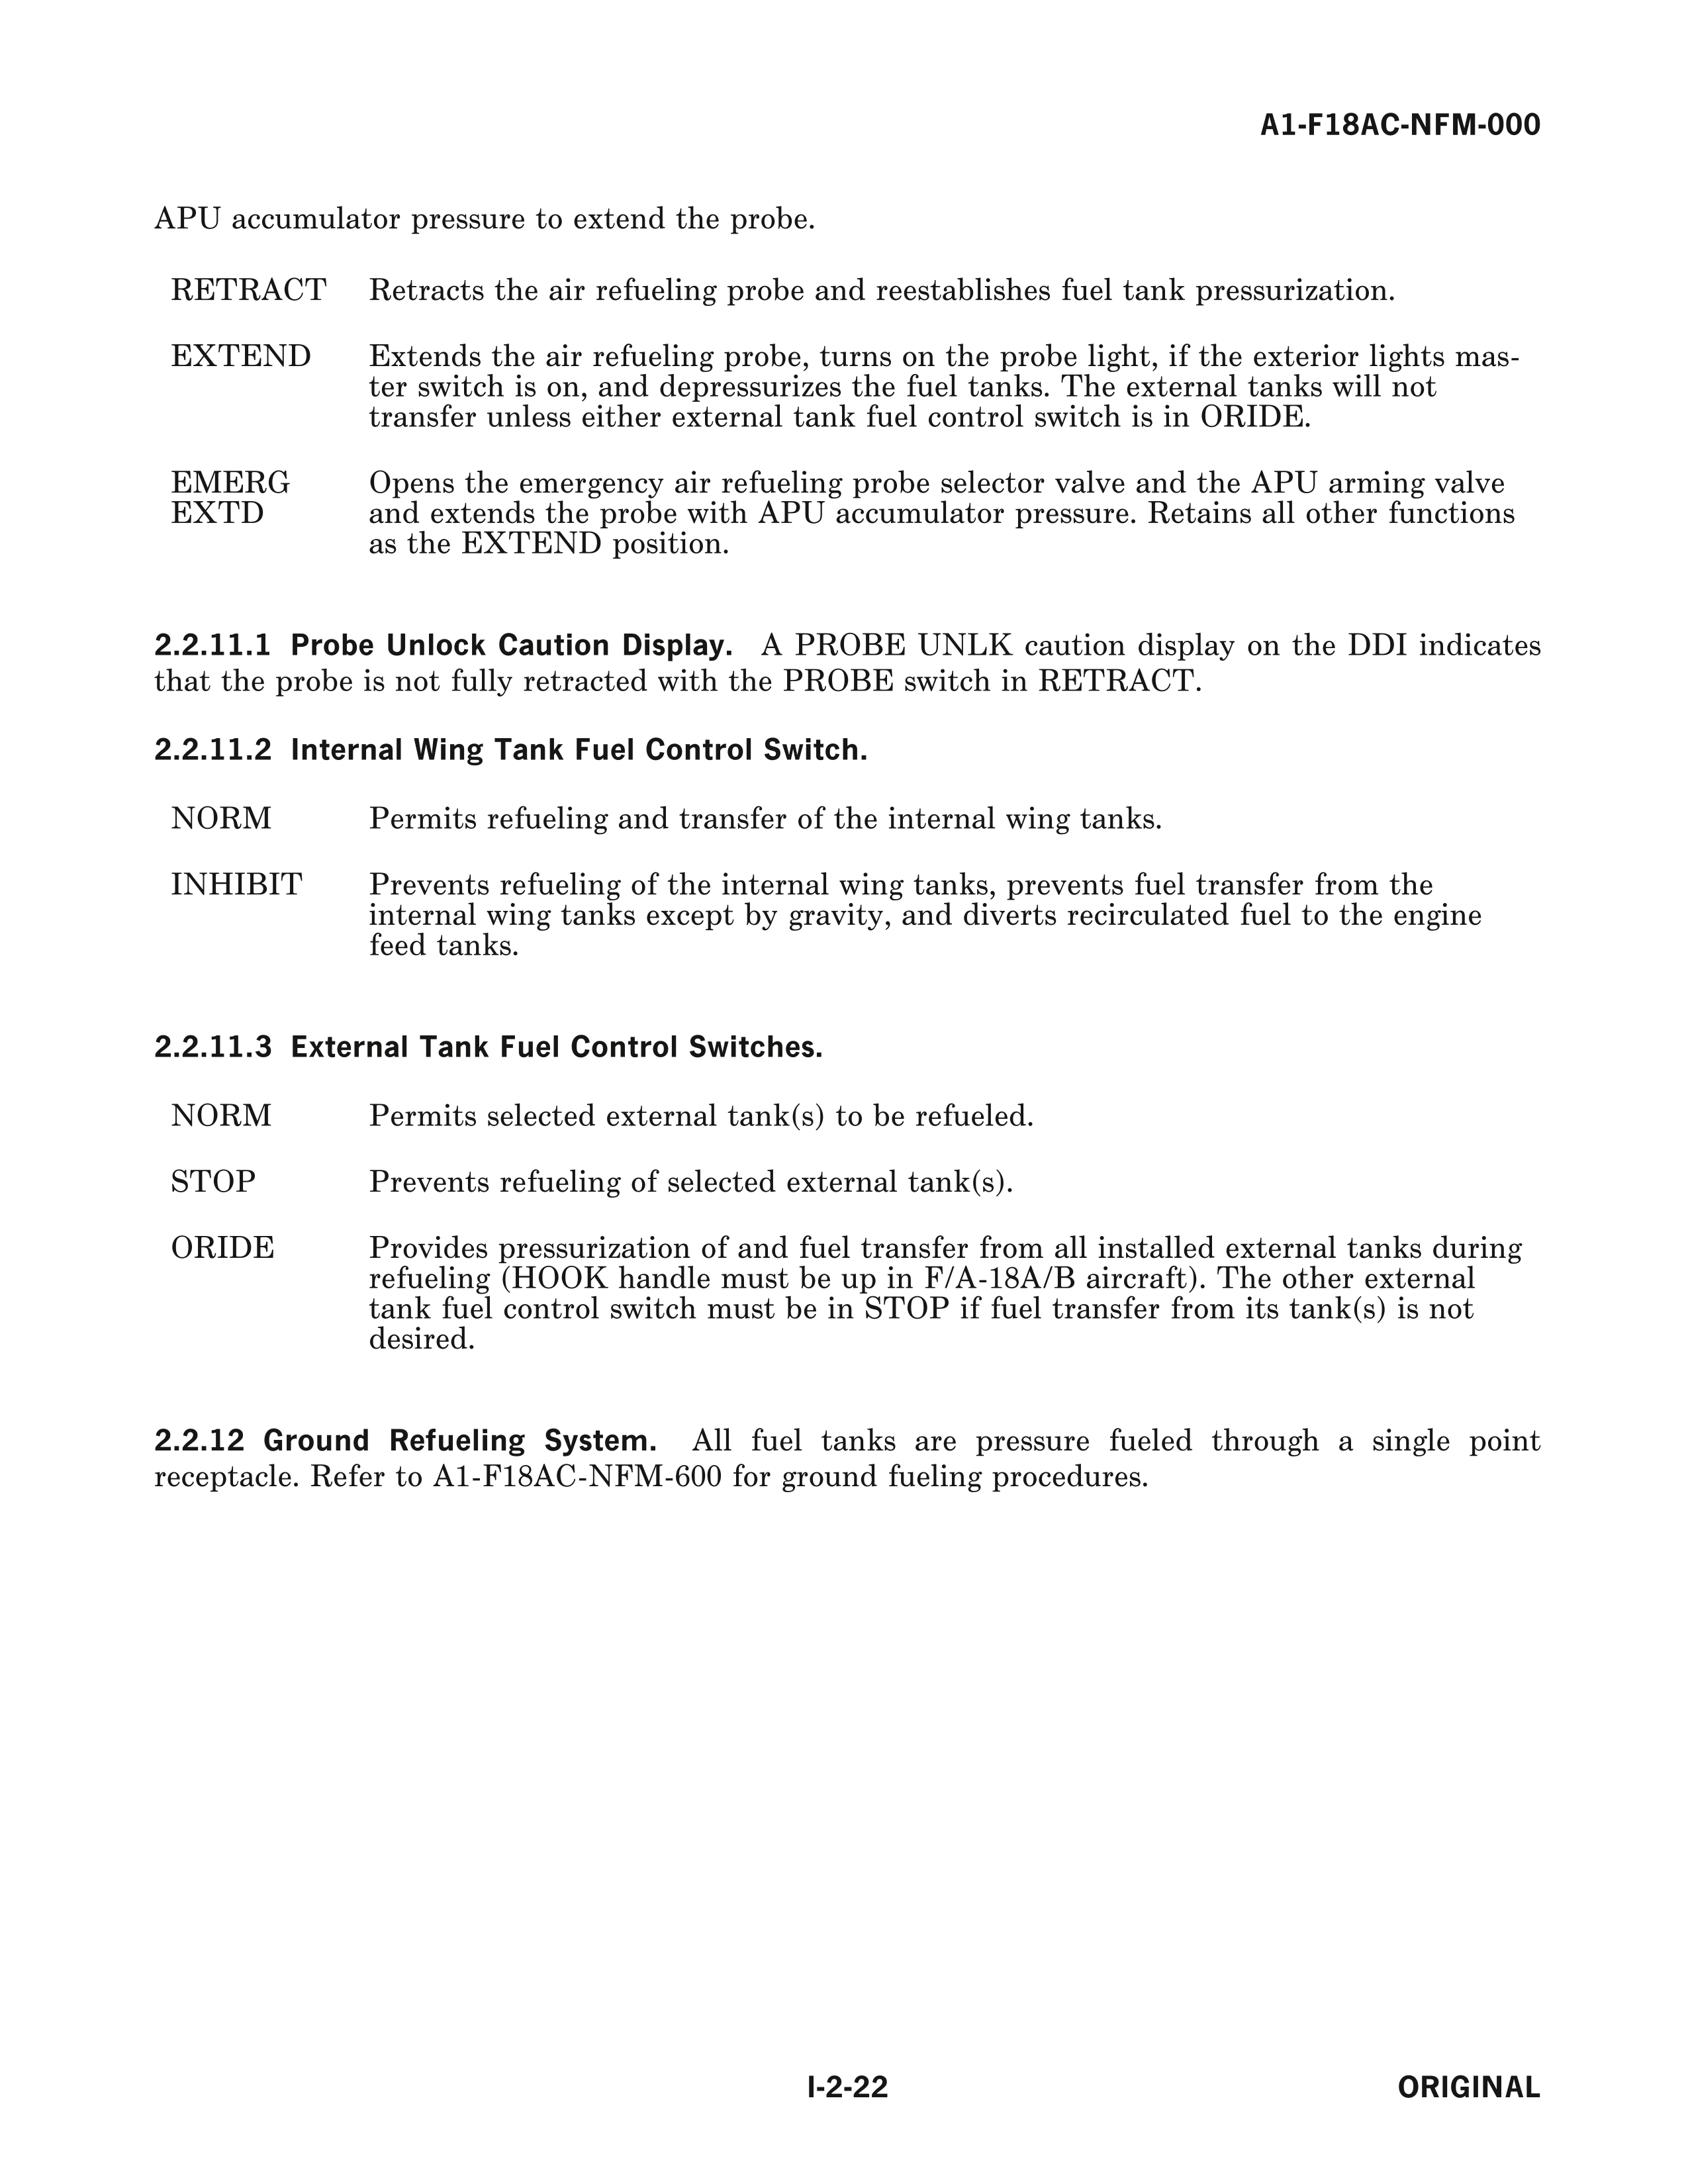 A1-F18AC-NFM-000
APU accumulator pressure to extend the probe.
RETRACT Retracts the air refueling probe and reestablishes fuel tank pressurization.
EXTEND Extends the air refueling probe, turns on the probe light, if the exterior lights mas-
ter switch is on, and depressurizes the fuel tanks. The external tanks will not
transfer unless either external tank fuel control switch is in ORIDE.
EMERG Opens the emergency air refueling probe selector valve and the APU arming valve
EXTD and extends the probe with APU accumulator pressure. Retains all other functions
as the EXTEND position.
2.2.11.1 Probe Unlock Caution Display. A PROBE UNLK caution display on the DDI indicates
that the probe is not fully retracted with the PROBE switch in RETRACT.
2.2.11.2 Internal Wing Tank Fuel Control Switch.
NORM Permits refueling and transfer of the internal wing tanks.
INHIBIT Prevents refueling of the internal wing tanks, prevents fuel transfer from the
internal wing tanks except by gravity, and diverts recirculated fuel to the engine
feed tanks.
2.2.11.3 External Tank Fuel Control Switches.
NORM Permits selected external tank(s) to be refueled.
STOP Prevents refueling of selected external tank(s).
ORIDE Provides pressurization of and fuel transfer from all installed external tanks during
refueling (HOOK handle must be up in F/A-18A/B aircraft). The other external
tank fuel control switch must be in STOP if fuel transfer from its tank(s) is not
desired.
2.2.12 Ground Refueling System. All fuel tanks are pressure fueled through a single point
receptacle. Refer to A1-F18AC-NFM-600 for ground fueling procedures.
I-2-22
ORIGINAL